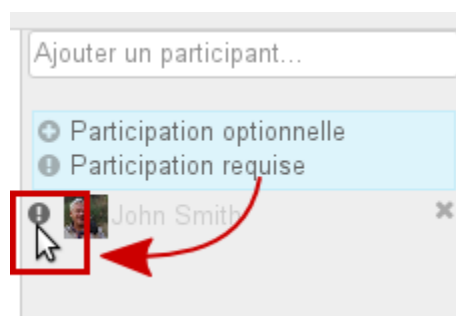 Ajouter un participant...
Participation optionnelle
Participation requise
John Smith